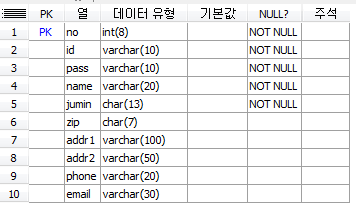 PK 열 데이터 유형 기본값 NULL? 주석
1 PK no int(8) NOT NULL
2 id varchar(10) NOT NULL
3 pass varchar(10) NOT NULL
4 name varchar(20) NOT NULL
5 jumin char(13) NOT NULL
6 zip char(7)
7 addr1 varchar(100)
8 addr2 varchar(50)
9 phone varchar(20)
10 email varchar(30)